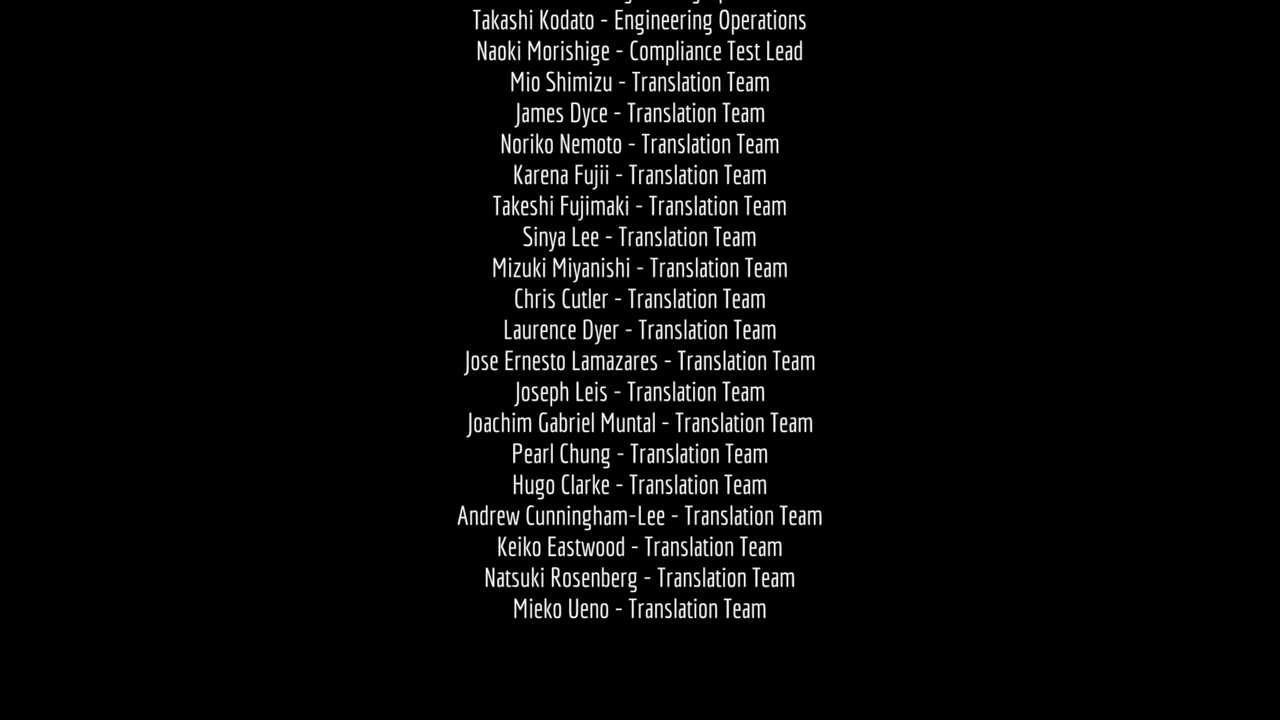 Takashi Kodato - Engineering Operations
Naoki Morishige - Compliance Test Lead
Mio Shimizu - Translation Team
James Dyce - Translation Team
Noriko Nemoto - Translation Team
Karena Fujii - Translation Team
Takeshi Fujimaki - Translation Team
Sinya Lee - Translation Team
Mizuki Miyanishi - Translation Team
Chris Cutler - Translation Team
Laurence Dyer - Translation Team
Jose Ernesto Lamazares - Translation Team
Joseph Leis - Translation Team
Joachim Gabriel Muntal - Translation Team
Pearl Chung - Translation Team
Hugo Clarke - Translation Team
Andrew Cunningham-Lee - Translation Team
Keiko Eastwood - Translation Team
Natsuki Rosenberg - Translation Team
Mieko Ueno - Translation Team